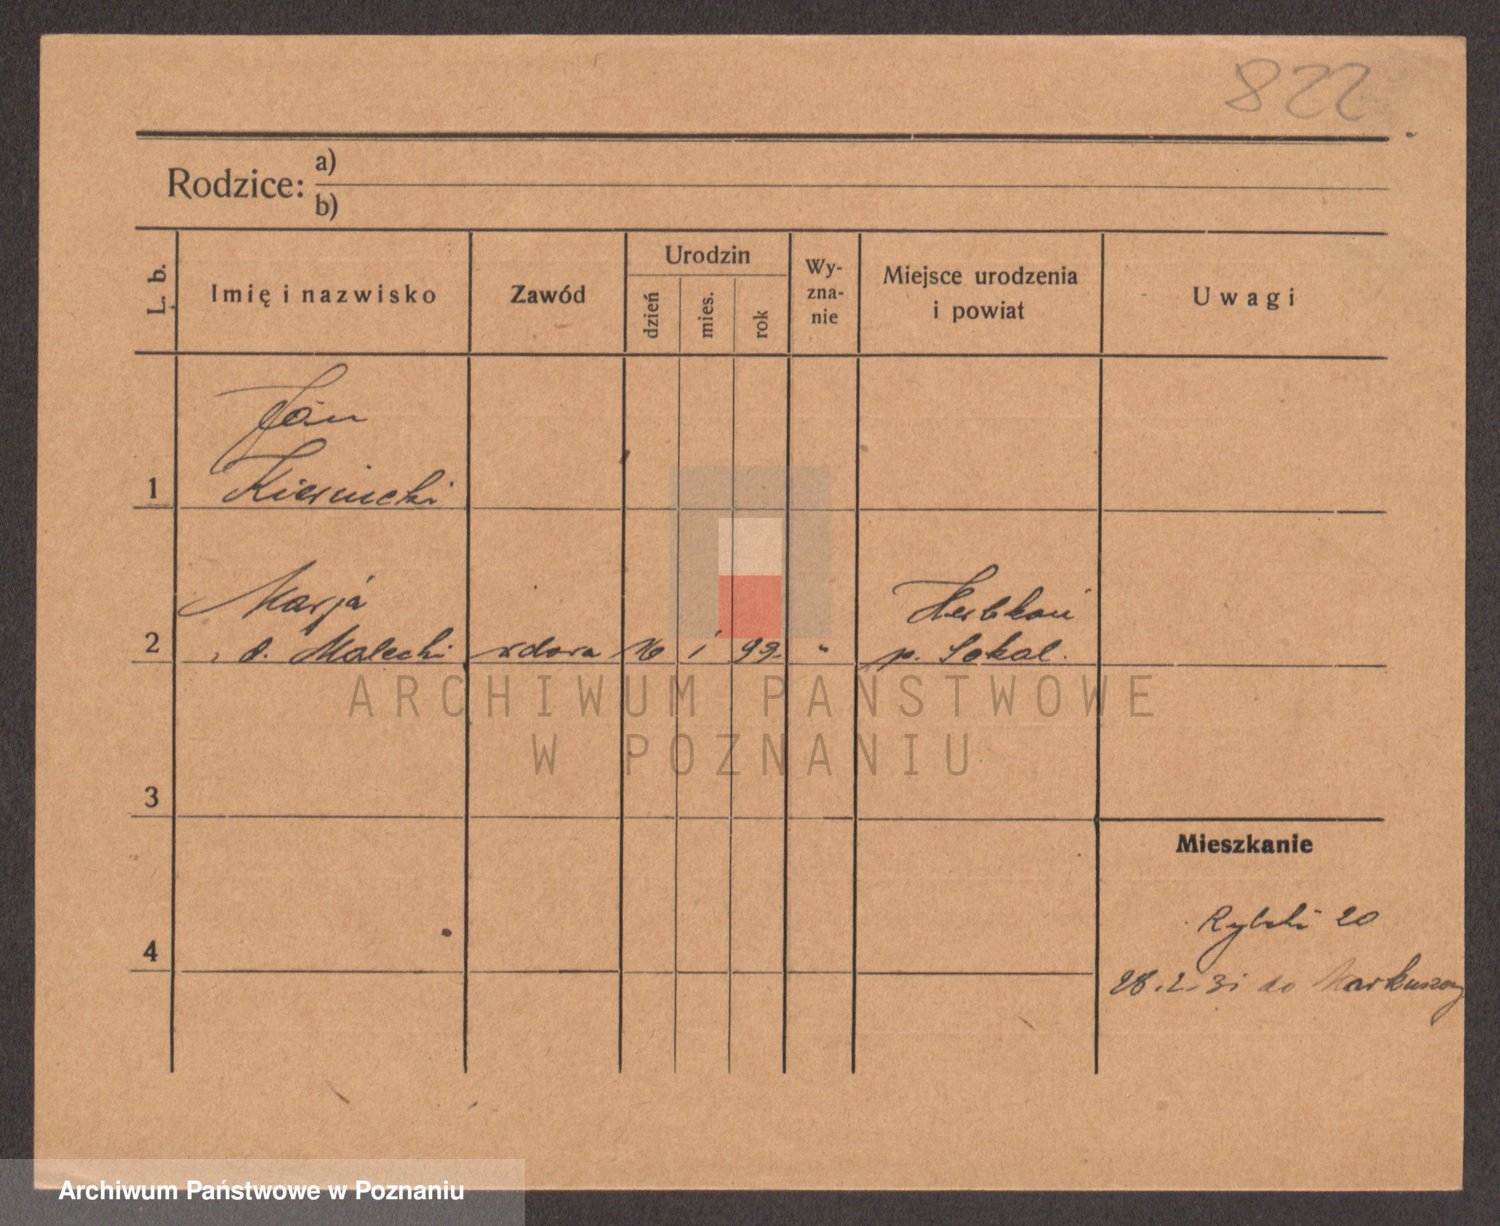 822
Rodzice: a)
b)
L. b.
Imię i nazwisko
Zawód
Urodzin
dzień
mies.
rok
Wy-
zna-
nie
Miejsce urodzenia
i powiat
Uwagi
Jan
1
2
Marja
d. Malecki wdowa 16 1 99. "
p. Sokal.
3
4
Mieszkanie
Rybaki 20
28.2.31 do
ARCHIWUM PAŃSTWOWE
W POZNANIU
Archiwum Państwowe w Poznaniu